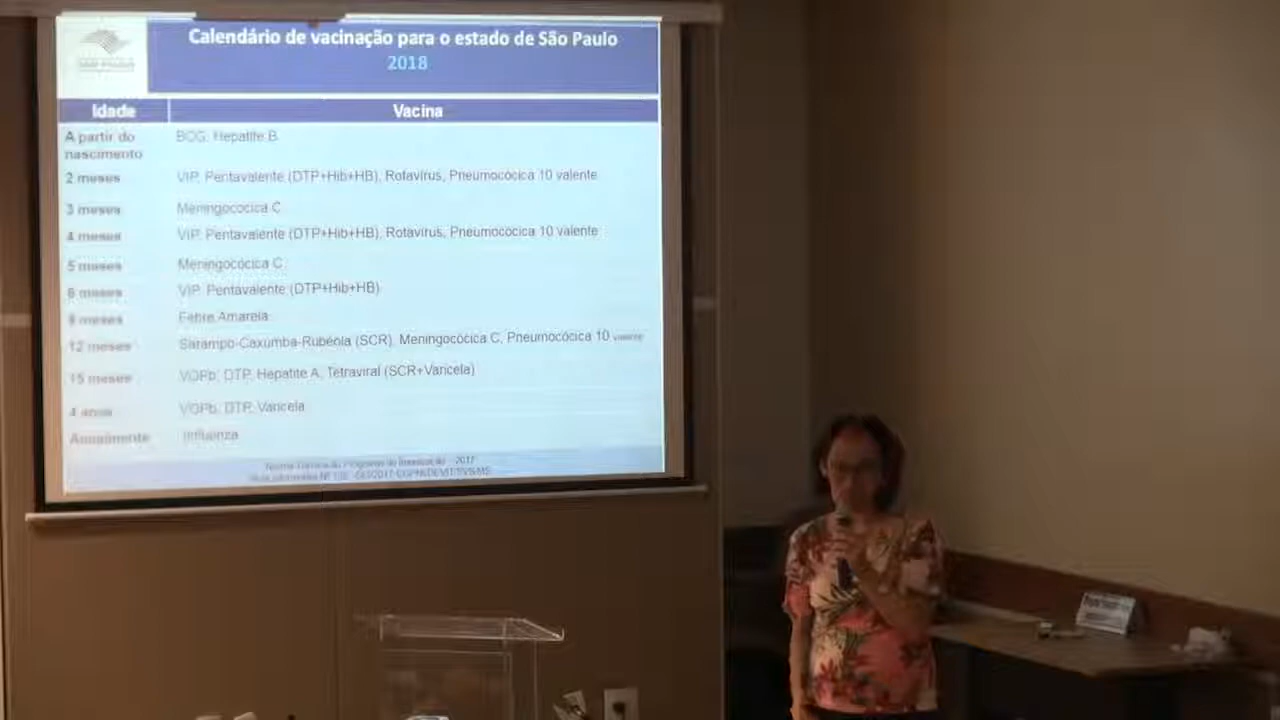 Calendário de vacinação para o estado de São Paulo
2018
SÃO PAULO
Idade Vacina
A partir do nascimento BCG, Hepatite B
2 meses VIP, Pentavalente (DTP+Hib+HB), Rotavírus, Pneumocócica 10 valente
3 meses Meningocócica C
4 meses VIP, Pentavalente (DTP+Hib+HB), Rotavírus, Pneumocócica 10 valente
5 meses Meningocócica C
6 meses VIP, Pentavalente (DTP+Hib+HB)
9 meses Febre Amarela
12 meses Sarampo-Caxumba-Rubéola (SCR), Meningocócica C, Pneumocócica 10 valente
15 meses VOPb, DTP, Hepatite A, Tetraviral (SCR+Varicela)
4 anos VOPb, DTP, Varicela
Anualmente Influenza